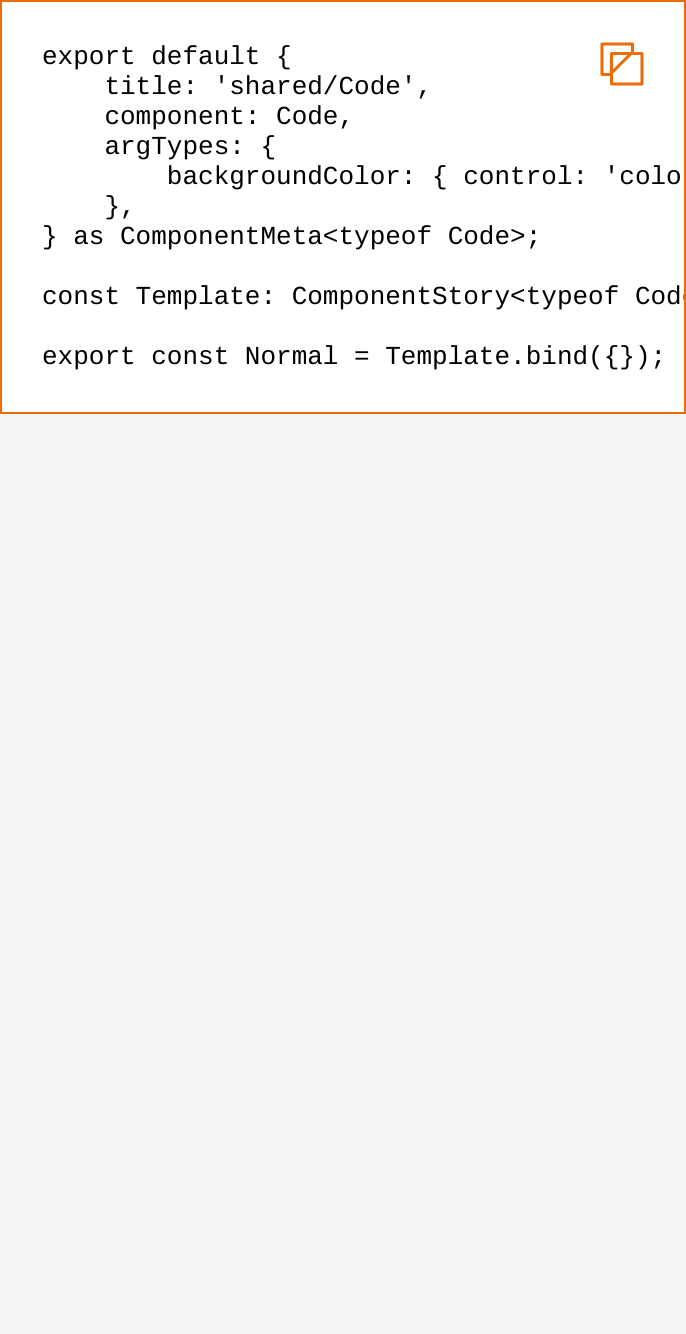 export default {
    title: 'shared/Code',
    component: Code,
    argTypes: {
        backgroundColor: { control: 'colo
    },
} as ComponentMeta<typeof Code>;
const Template: ComponentStory<typeof Cod
export const Normal = Template.bind({});